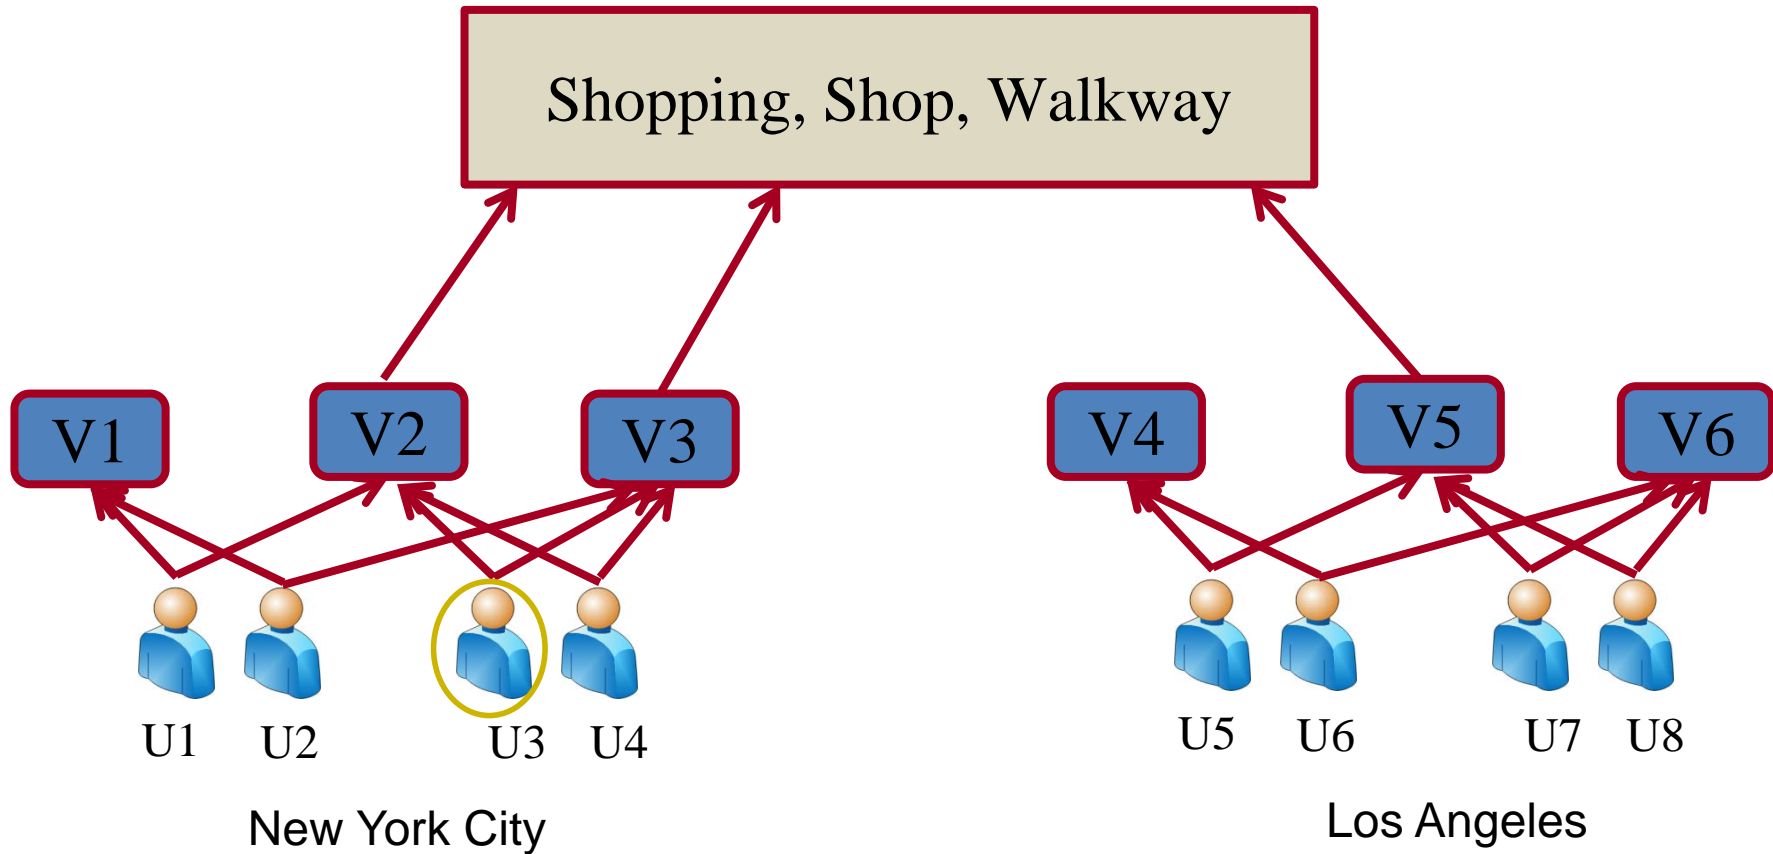 Shopping, Shop, Walkway
V1 V2 V3 V4 V5 V6
U1 U2 U3 U4 U5 U6 U7 U8
New York City Los Angeles